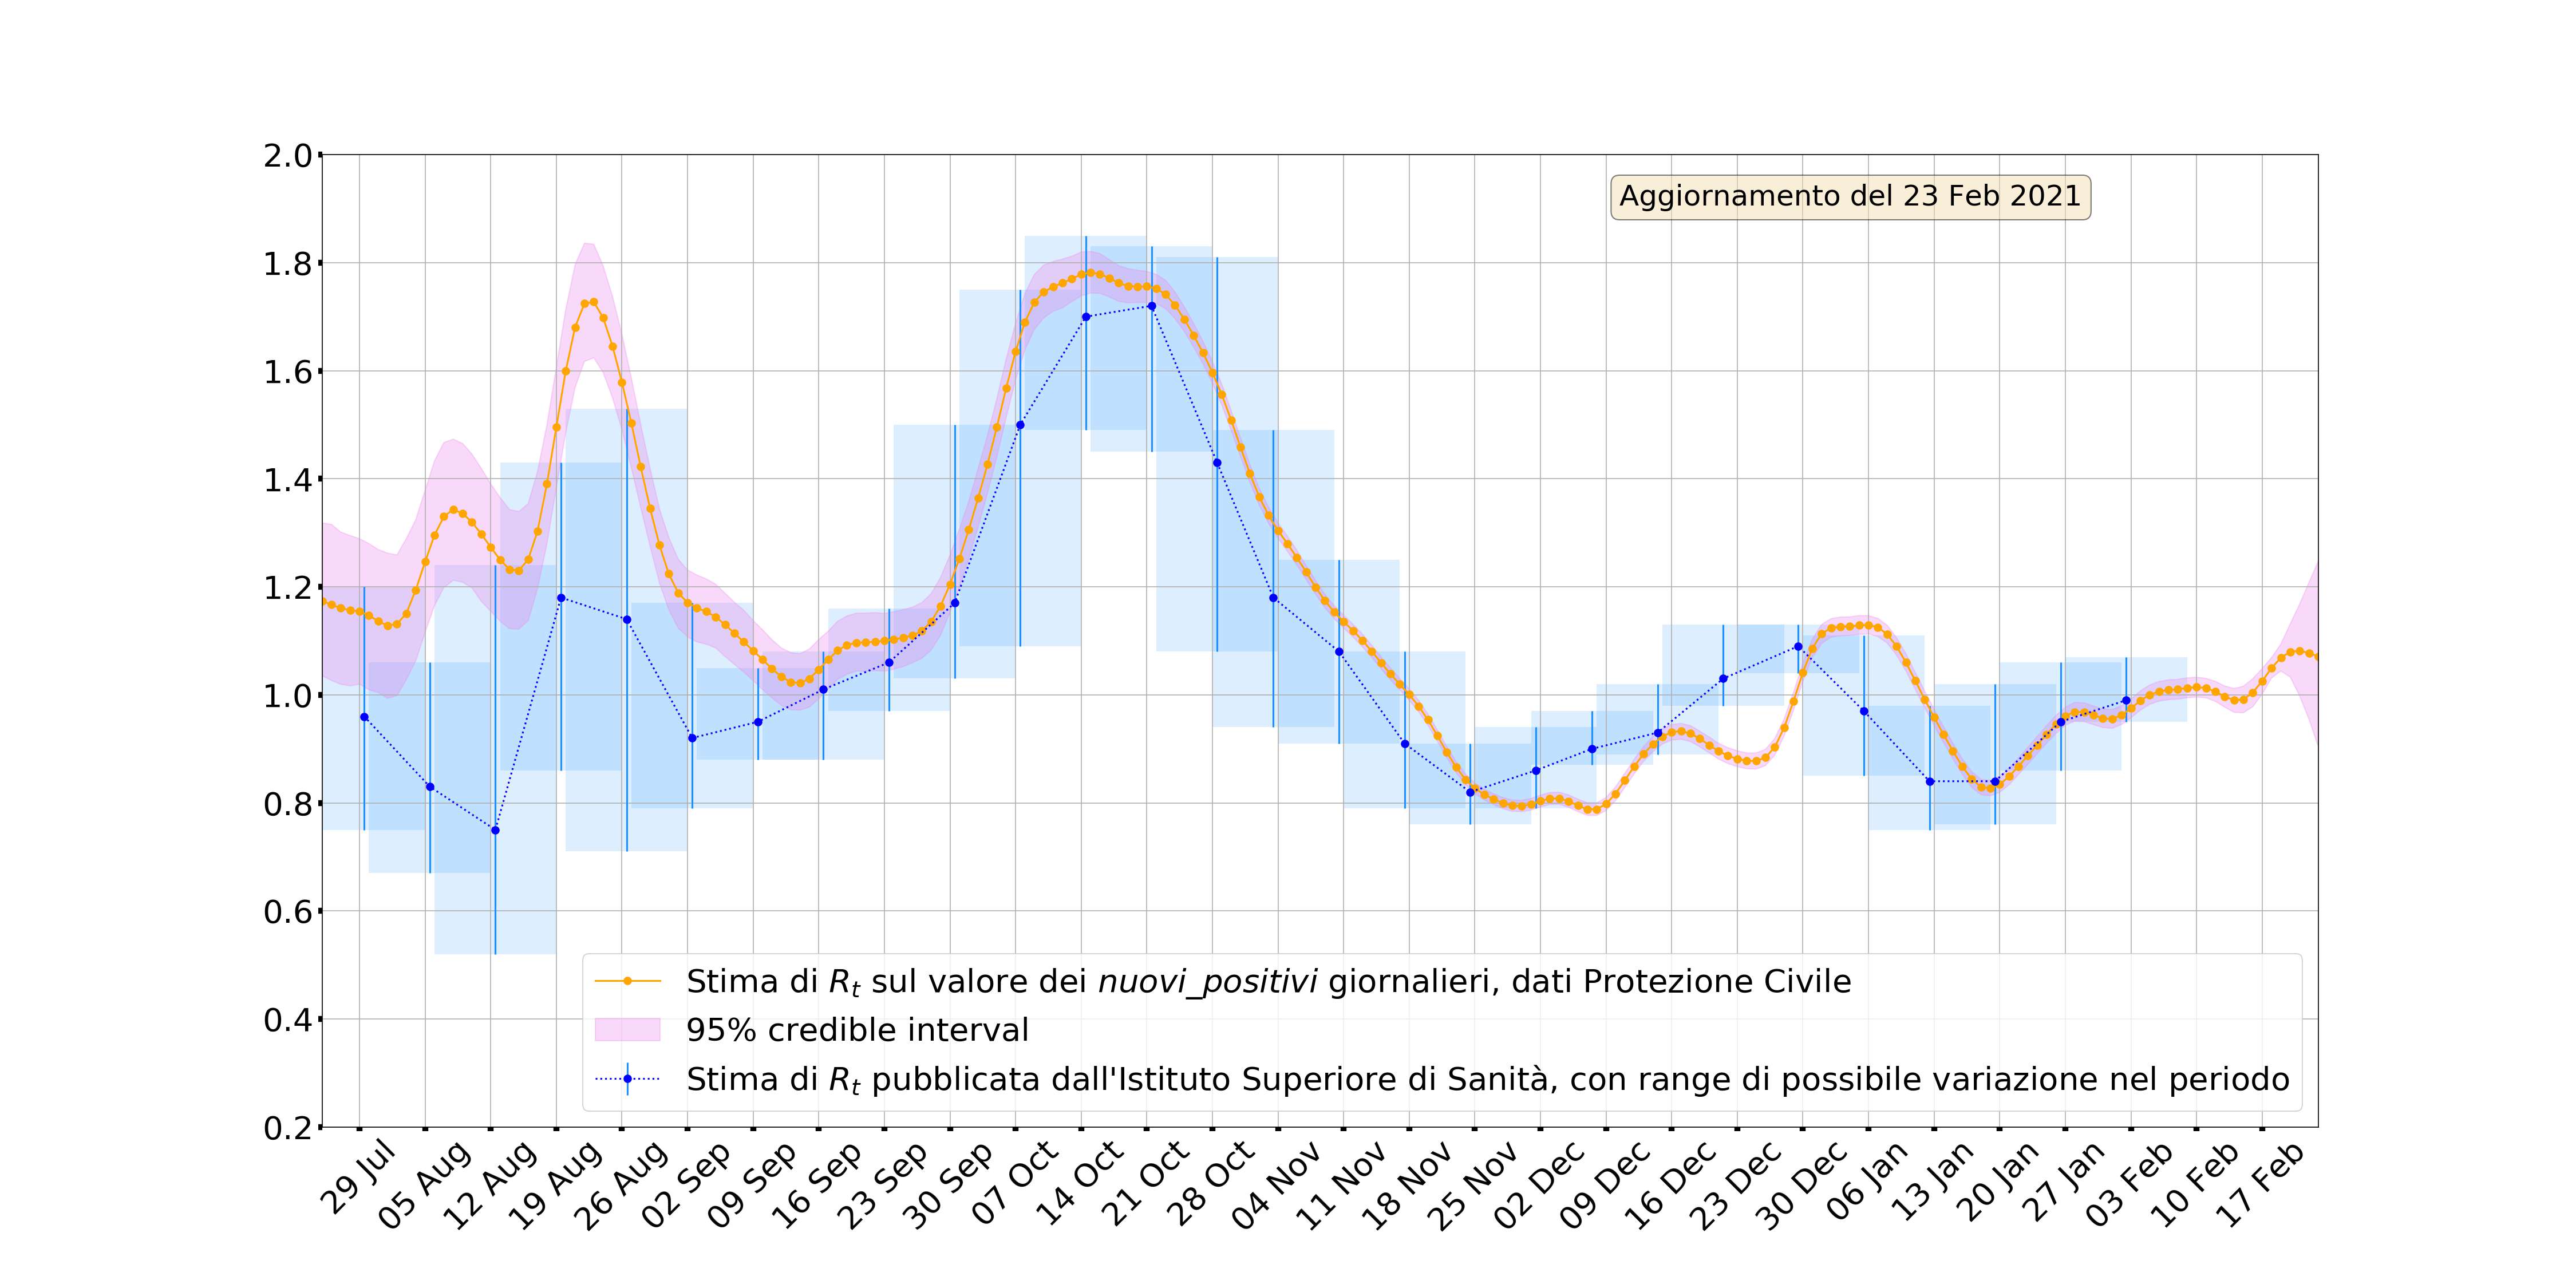 2.0
Aggiornamento del 23 Feb 2021
1.8
1.6
1.4
1.2
1.0
0.8
0.6
Stima di Rt sul valore dei nuovi_positivi giornalieri, dati Protezione Civile
0.4
95% credible interval
Stima di Rt pubblicata dall'Istituto Superiore di Sanità, con range di possibile variazione nel periodo
0.2
29 Jul 05 Aug 12 Aug 19 Aug 26 Aug 02 Sep 09 Sep 16 Sep 23 Sep 30 Sep 07 Oct 14 Oct 21 Oct 28 Oct 04 Nov 11 Nov 18 Nov 25 Nov 02 Dec 09 Dec 16 Dec 23 Dec 30 Dec 06 Jan 13 Jan 20 Jan 27 Jan 03 Feb 10 Feb 17 Feb